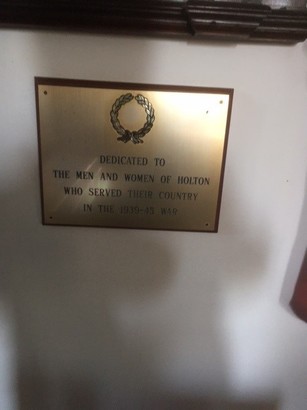 DEDICATED TO
THE MEN AND WOMEN OF HOLTON
WHO SERVED THEIR COUNTRY
IN THE 1939-45 WAR